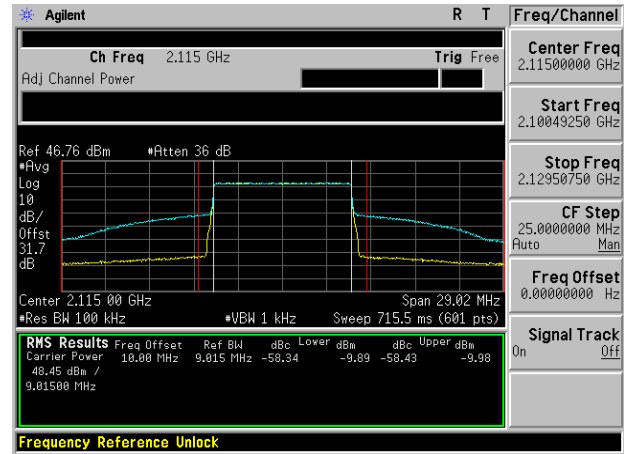 Agilent R T
Freq/Channel
Ch Freq 2.115 GHz Trig Free
Adj Channel Power
Center Freq
2.11500000 GHz
Start Freq
2.10049250 GHz
Stop Freq
2.12950750 GHz
CF Step
25.0000000 MHz
Auto Man
Freq Offset
0.00000000 Hz
Signal Track
On Off
Ref 46.76 dBm *Atten 36 dB
*Avg
Log
10
dB/
Offst
31.7
dB
Center 2.115 00 GHz Span 29.02 MHz
*Res BW 100 kHz *VBW 1 kHz Sweep 715.5 ms (601 pts)
RMS Results Freq Offset Ref BW dBc Lower dBm dBc Upper dBm
Carrier Power 10.00 MHz 9.015 MHz -58.34 -9.89 -58.43 -9.98
48.45 dBm /
9.01500 MHz
Frequency Reference Unlock